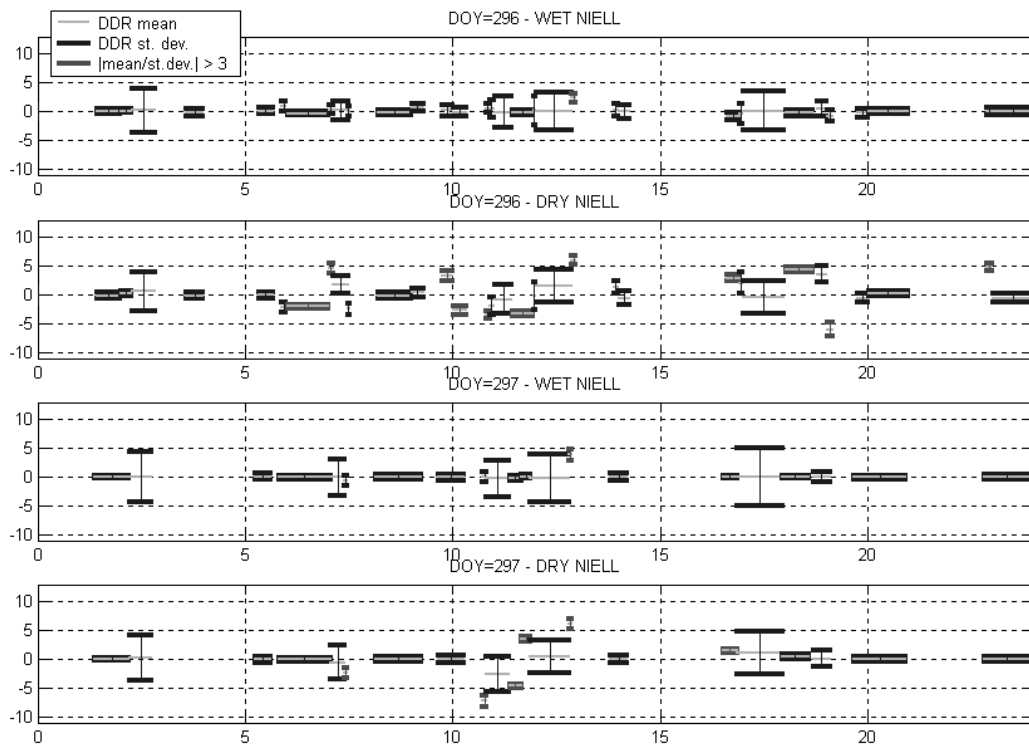 DOY=296 - WET NIELL
DDR mean
DDR st. dev.
|mean/st.dev.| > 3
10
5
0
-5
-10
0 5 10 15 20
DOY=296 - DRY NIELL
10
5
0
-5
-10
0 5 10 15 20
DOY=297 - WET NIELL
10
5
0
-5
-10
0 5 10 15 20
DOY=297 - DRY NIELL
10
5
0
-5
-10
0 5 10 15 20